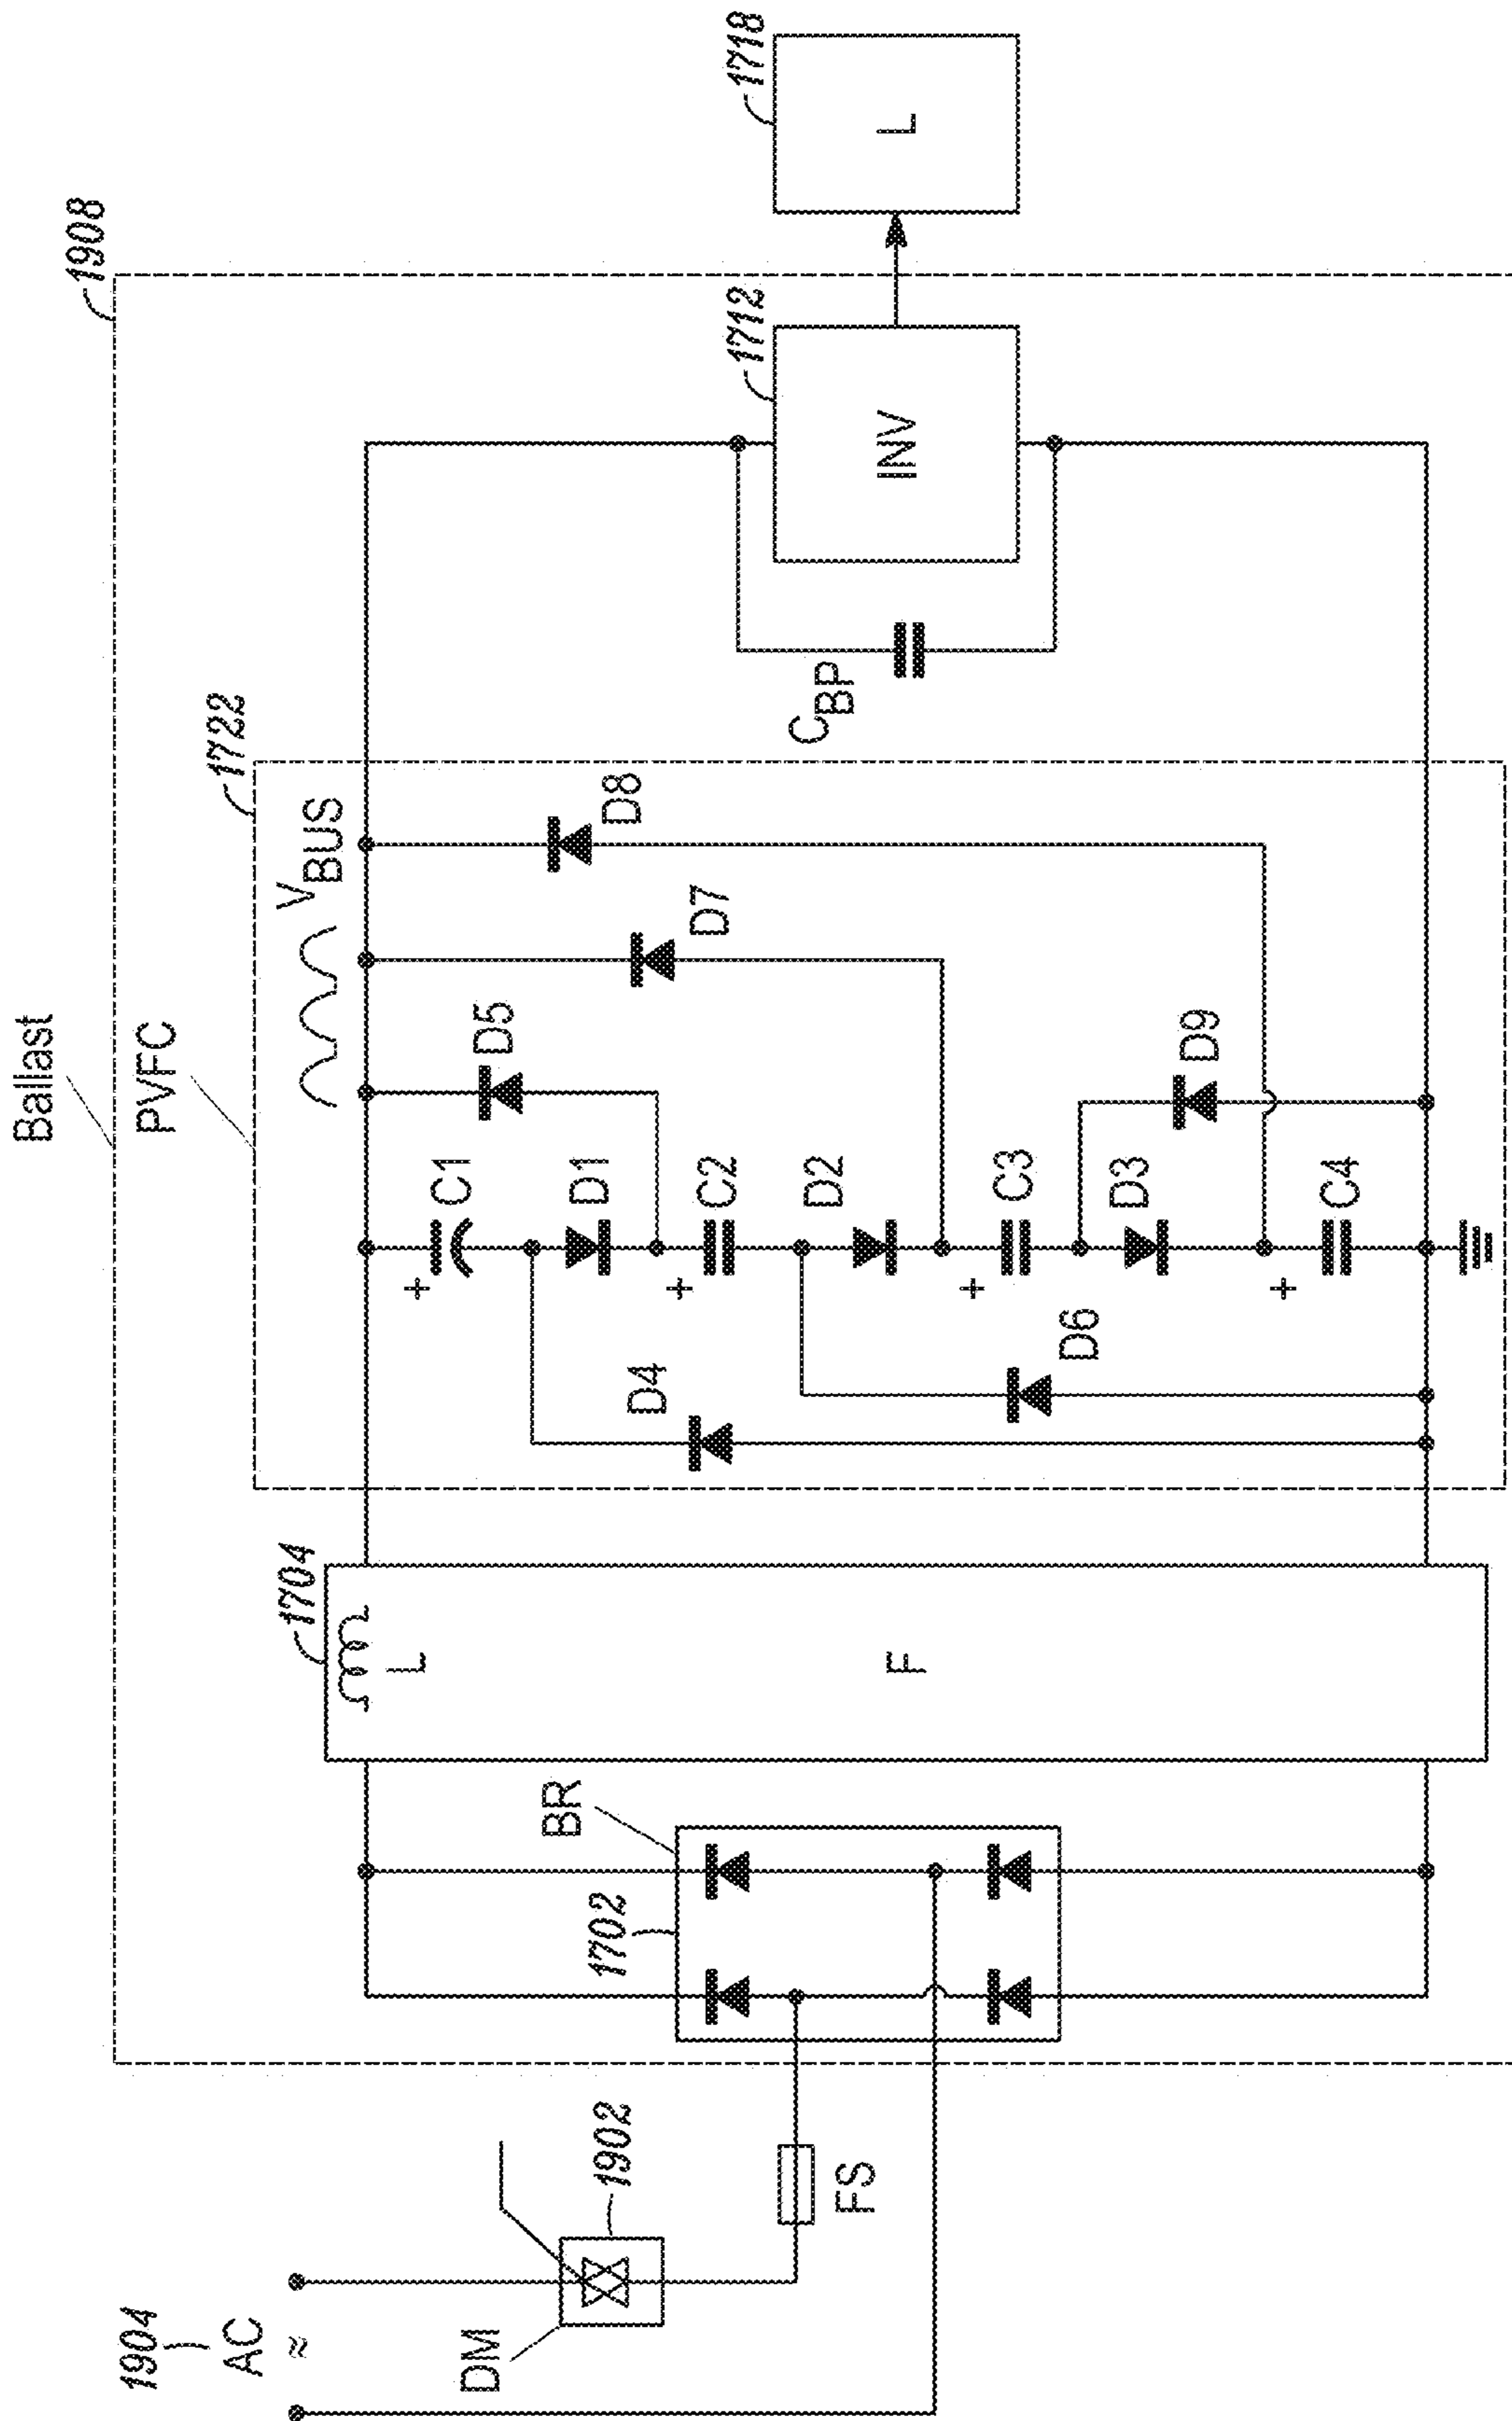 Ballast
1908
PVFC
1722
V BUS
1904
AC
≈
DM
1902
FS
1702
BR
1704
L
F
D4
D6
+
C1
D1
+
C2
D2
+
C3
D3
+
C4
D5
D9
D7
D8
C BP
1712
INV
1718
L